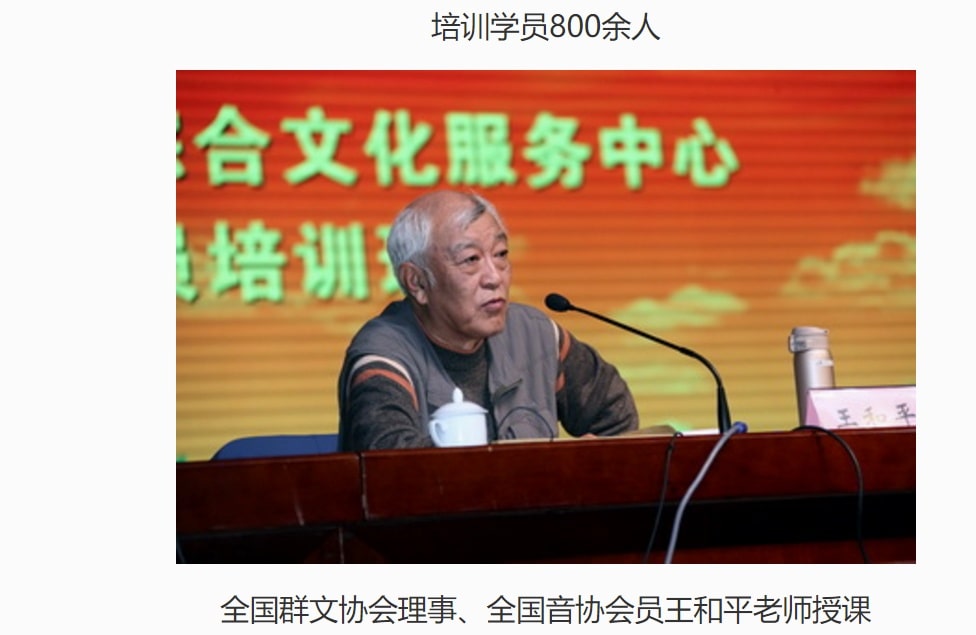 培训学员800余人
合文化服务中心
培训
王和平
全国群文协会理事、全国音协会员王和平老师授课